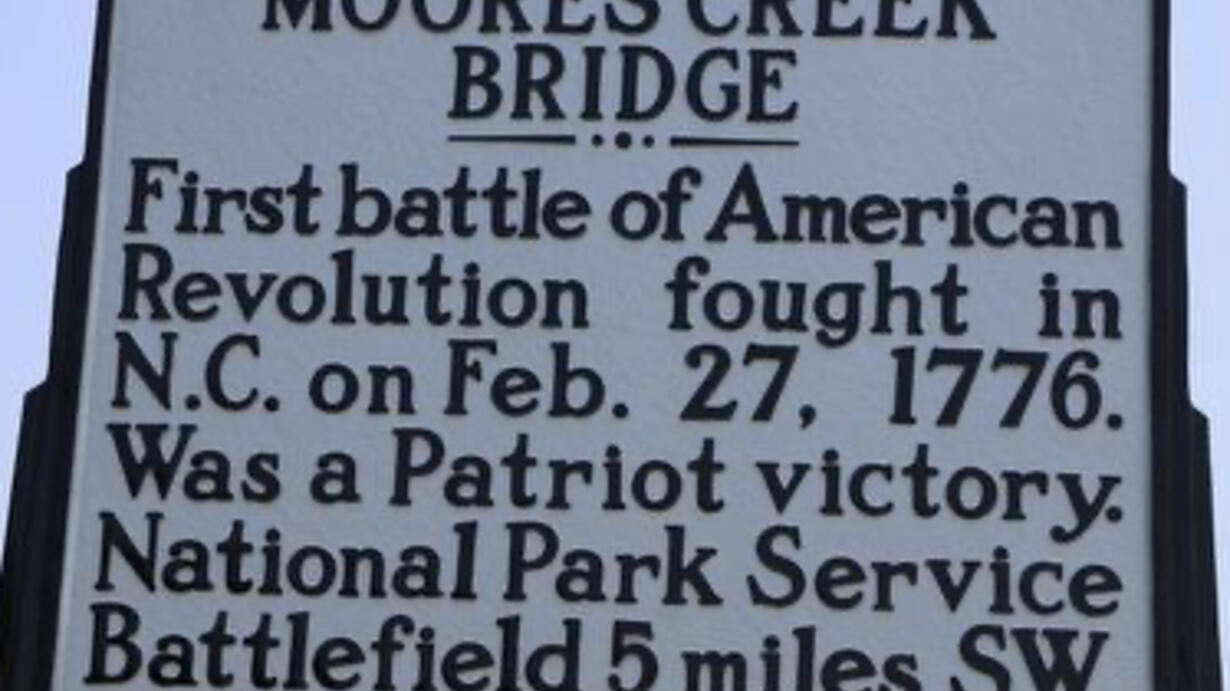 MOORES CREEK
BRIDGE
First battle of American
Revolution fought in
N.C. on Feb. 27, 1776.
Was a Patriot victory.
National Park Service
Battlefield 5 miles SW